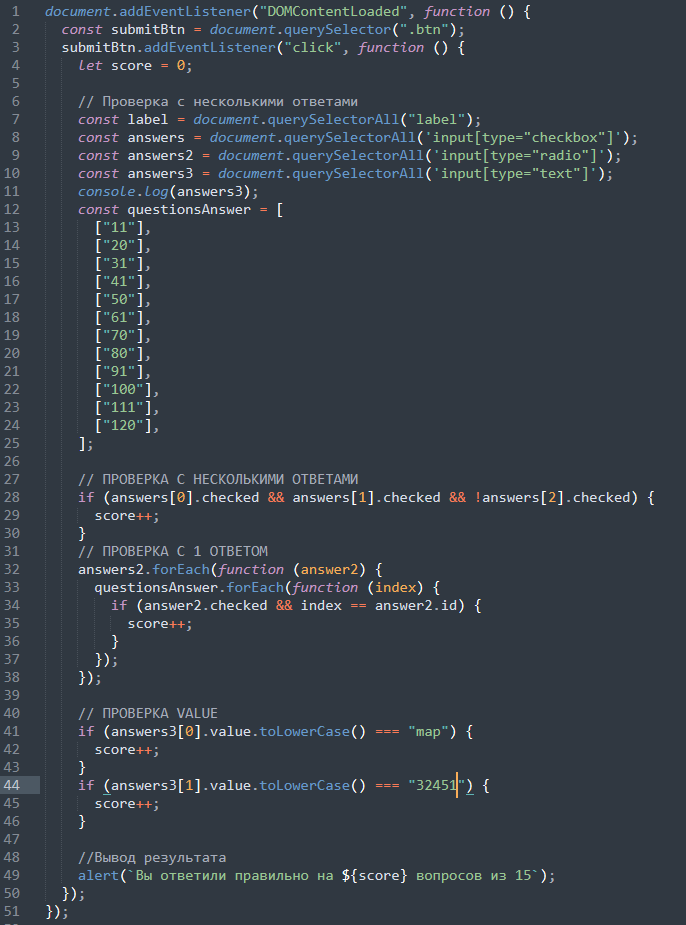 1 document.addEventListener("DOMContentLoaded", function () {
2 const submitBtn = document.querySelector(".btn");
3 submitBtn.addEventListener("click", function () {
4 let score = 0;
5
6 // Проверка с несколькими ответами
7 const label = document.querySelectorAll("label");
8 const answers = document.querySelectorAll('input[type="checkbox"]');
9 const answers2 = document.querySelectorAll('input[type="radio"]');
10 const answers3 = document.querySelectorAll('input[type="text"]');
11 console.log(answers3);
12 const questionsAnswer = [
13 ["11"],
14 ["20"],
15 ["31"],
16 ["41"],
17 ["50"],
18 ["61"],
19 ["70"],
20 ["80"],
21 ["91"],
22 ["100"],
23 ["111"],
24 ["120"],
25 ];
26
27 // ПРОВЕРКА С НЕСКОЛЬКИМИ ОТВЕТАМИ
28 if (answers[0].checked && answers[1].checked && !answers[2].checked) {
29 score++;
30 }
31 // ПРОВЕРКА С 1 ОТВЕТОМ
32 answers2.forEach(function (answer2) {
33 questionsAnswer.forEach(function (index) {
34 if (answer2.checked && index == answer2.id) {
35 score++;
36 }
37 });
38 });
39
40 // ПРОВЕРКА VALUE
41 if (answers3[0].value.toLowerCase() === "map") {
42 score++;
43 }
44 if (answers3[1].value.toLowerCase() === "32451") {
45 score++;
46 }
47
48 //Вывод результата
49 alert(`Вы ответили правильно на ${score} вопросов из 15`);
50 });
51 });